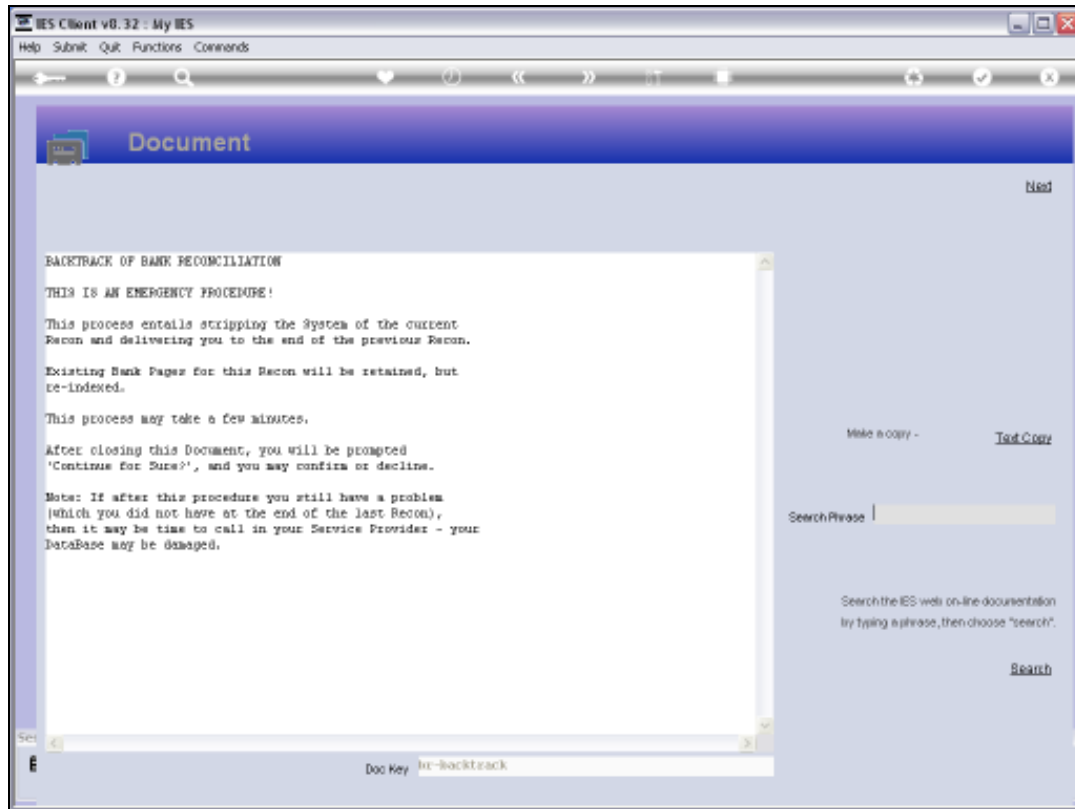 IES Client v8.32 : My IES
Help Submit Quit Functions Commands
Document
Next
BACKTRACK OF BANK RECONCILIATION
THIS IS AN EMERGENCY PROCEDURE!
This process entails stripping the System of the current
Recon and delivering you to the end of the previous Recon.
Existing Bank Pages for this Recon will be retained, but
re-indexed.
This process may take a few minutes.
After closing this Document, you will be prompted
'Continue for Sure?', and you may confirm or decline.
Note: If after this procedure you still have a problem
(which you did not have at the end of the last Recon),
then it may be time to call in your Service Provider - your
DataBase may be damaged.
Make a copy -
Text Copy
Search Phrase
Search the IES web on-line documentation
by typing a phrase, then choose "search".
Search
Doc Key br-backtrack